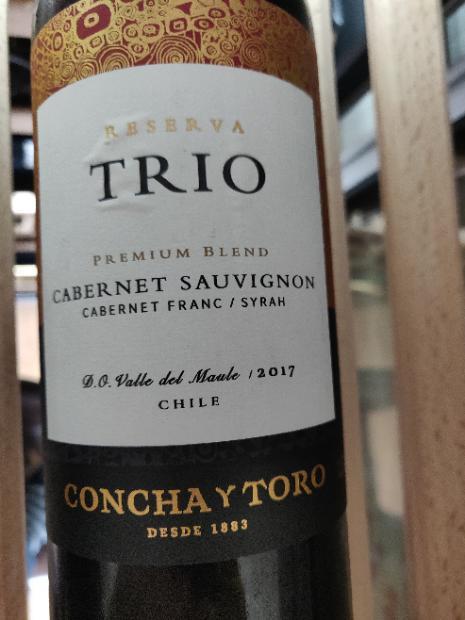 RESERVA
TRIO
PREMIUM BLEND
CABERNET SAUVIGNON
CABERNET FRANC / SYRAH
D.O. Valle del Maule / 2017
CHILE
CONCHA Y TORO
DESDE 1883